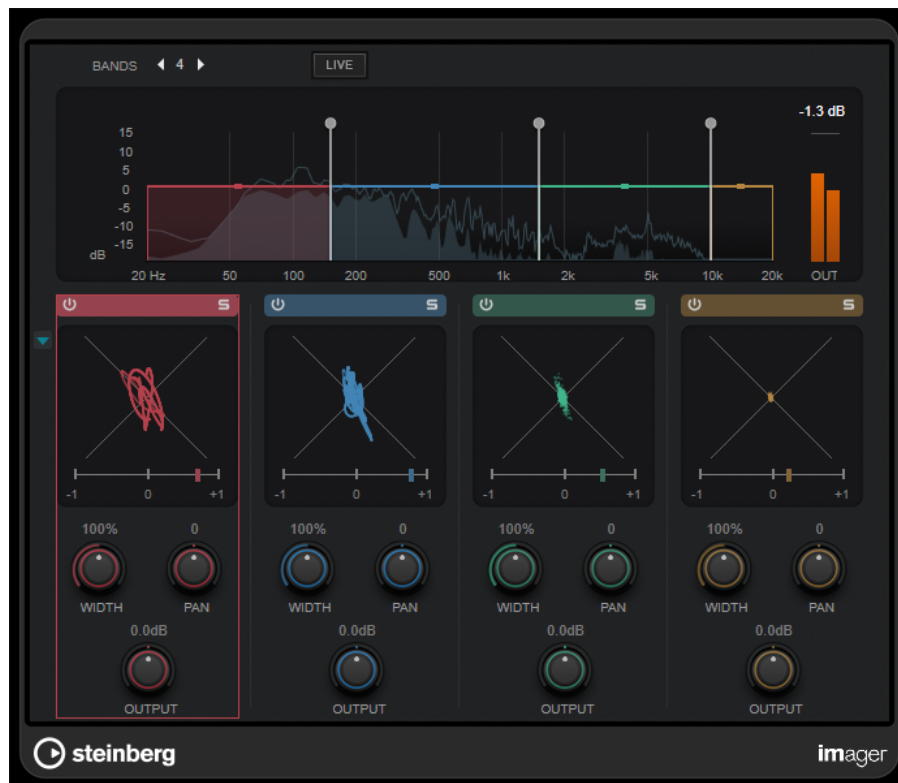 BANDS 4 LIVE
-1.3 dB
15
10
5
0
-5
-10
-15
dB
20 Hz 50 100 200 500 1k 2k 5k 10k 20k OUT
S S S S
-1 0 +1 -1 0 +1 -1 0 +1 -1 0 +1
100% 0 100% 0 100% 0 100% 0
WIDTH PAN WIDTH PAN WIDTH PAN WIDTH PAN
0.0dB 0.0dB 0.0dB 0.0dB
OUTPUT OUTPUT OUTPUT OUTPUT
steinberg imager